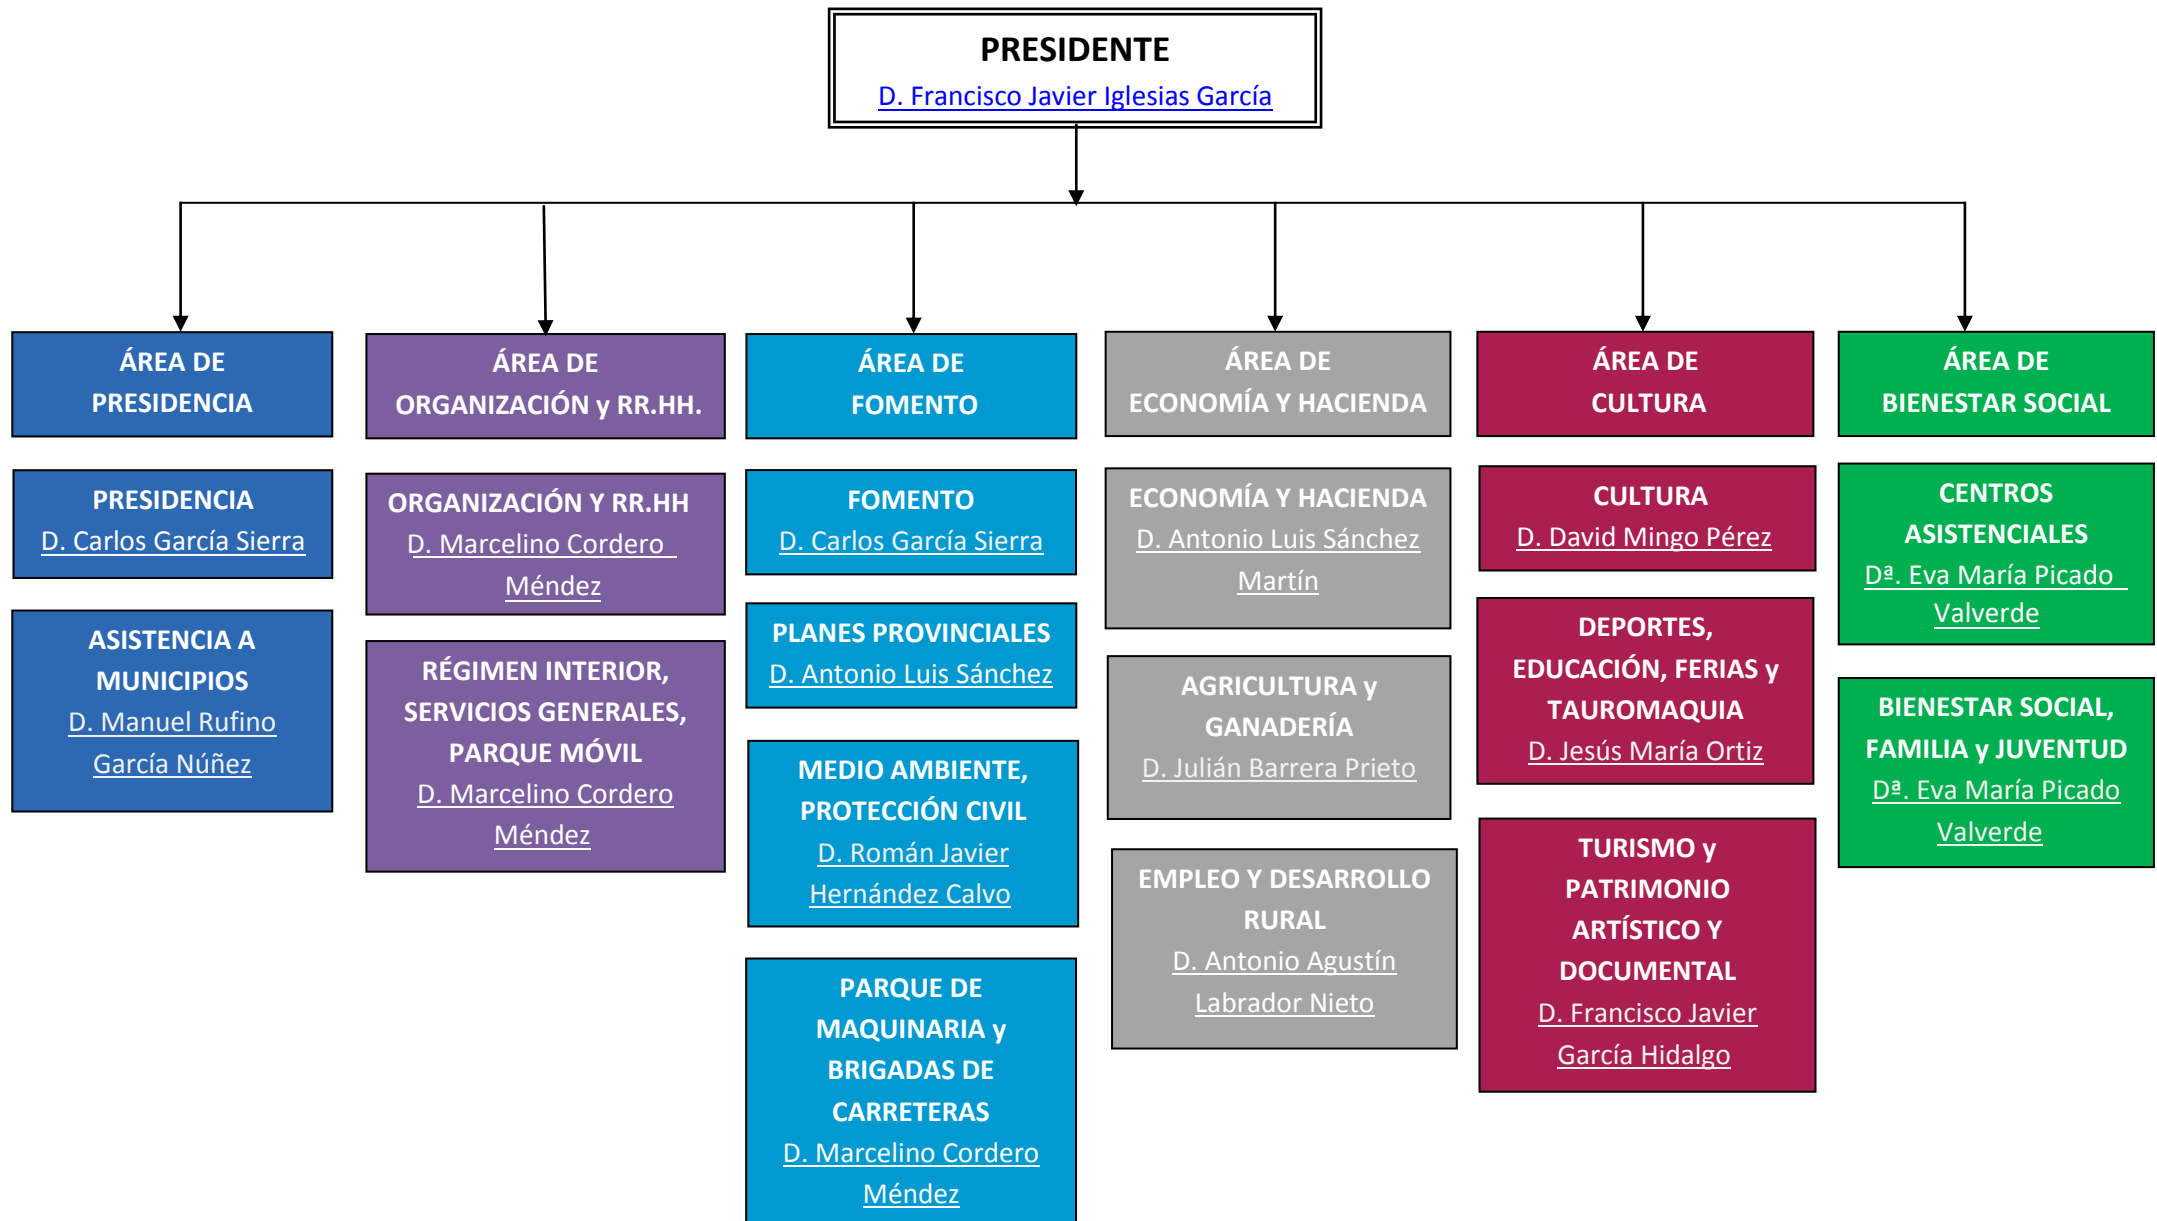 PRESIDENTE
D. Francisco Javier Iglesias García
ÁREA DE
PRESIDENCIA
PRESIDENCIA
D. Carlos García Sierra
ASISTENCIA A
MUNICIPIOS
D. Manuel Rufino
García Núñez
ÁREA DE
ORGANIZACIÓN y RR.HH.
ORGANIZACIÓN Y RR.HH
D. Marcelino Cordero
Méndez
RÉGIMEN INTERIOR,
SERVICIOS GENERALES,
PARQUE MÓVIL
D. Marcelino Cordero
Méndez
ÁREA DE
FOMENTO
FOMENTO
D. Carlos García Sierra
PLANES PROVINCIALES
D. Antonio Luis Sánchez
MEDIO AMBIENTE,
PROTECCIÓN CIVIL
D. Román Javier
Hernández Calvo
PARQUE DE
MAQUINARIA y
BRIGADAS DE
CARRETERAS
D. Marcelino Cordero
Méndez
ÁREA DE
ECONOMÍA Y HACIENDA
ECONOMÍA Y HACIENDA
D. Antonio Luis Sánchez
Martín
AGRICULTURA y
GANADERÍA
D. Julián Barrera Prieto
EMPLEO Y DESARROLLO
RURAL
D. Antonio Agustín
Labrador Nieto
ÁREA DE
CULTURA
CULTURA
D. David Mingo Pérez
DEPORTES,
EDUCACIÓN, FERIAS y
TAUROMAQUIA
D. Jesús María Ortiz
TURISMO y
PATRIMONIO
ARTÍSTICO Y
DOCUMENTAL
D. Francisco Javier
García Hidalgo
ÁREA DE
BIENESTAR SOCIAL
CENTROS
ASISTENCIALES
Dª. Eva María Picado
Valverde
BIENESTAR SOCIAL,
FAMILIA y JUVENTUD
Dª. Eva María Picado
Valverde